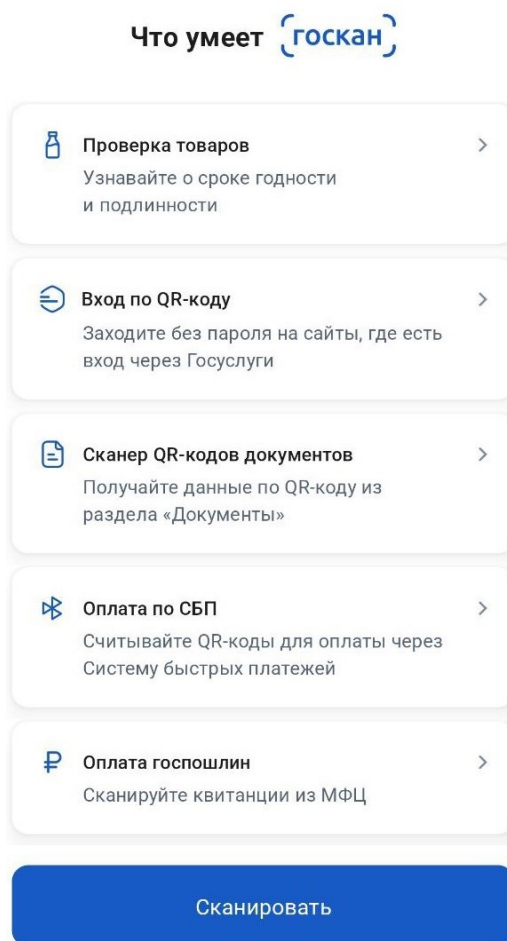 Что умеет госкан
Проверка товаров
Узнавайте о сроке годности
и подлинности
Вход по QR-коду
Заходите без пароля на сайты, где есть
вход через Госуслуги
Сканер QR-кодов документов
Получайте данные по QR-коду из
раздела «Документы»
Оплата по СБП
Считывайте QR-коды для оплаты через
Систему быстрых платежей
Оплата госпошлин
Сканируйте квитанции из МФЦ
Сканировать